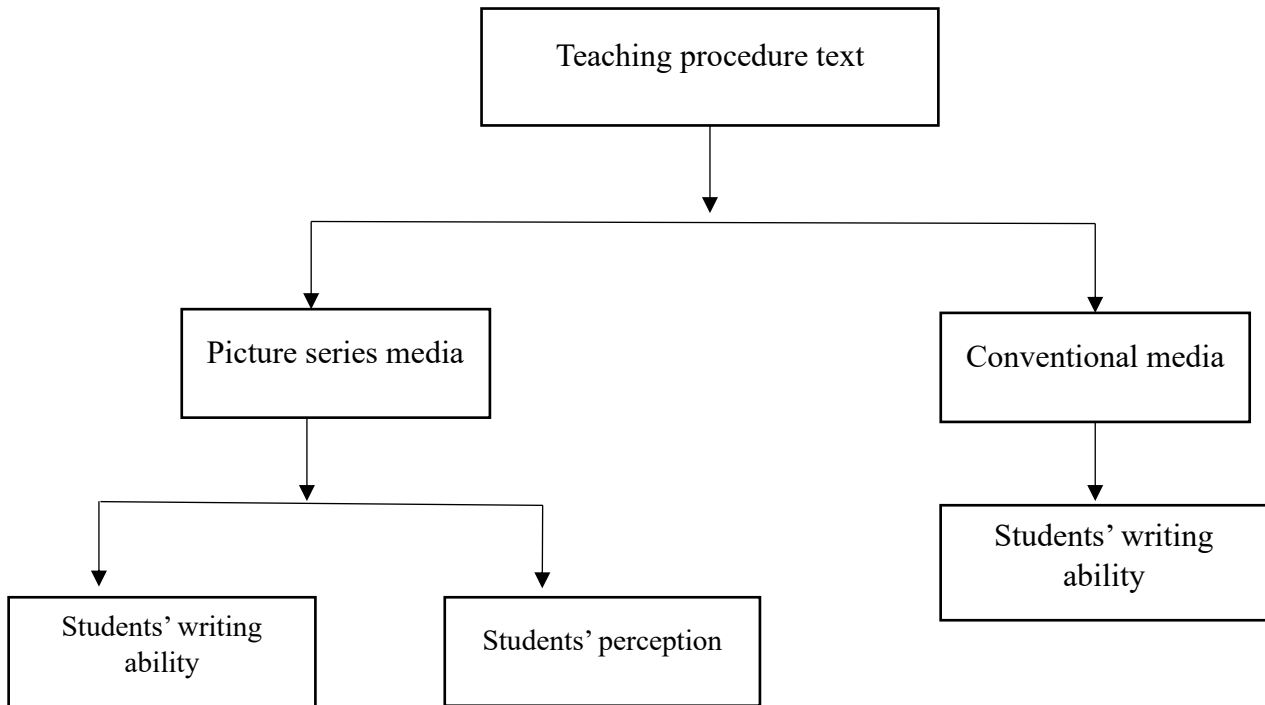 Teaching procedure text
Picture series media
Conventional media
Students’ writing
ability
Students’ writing
ability
Students’ perception